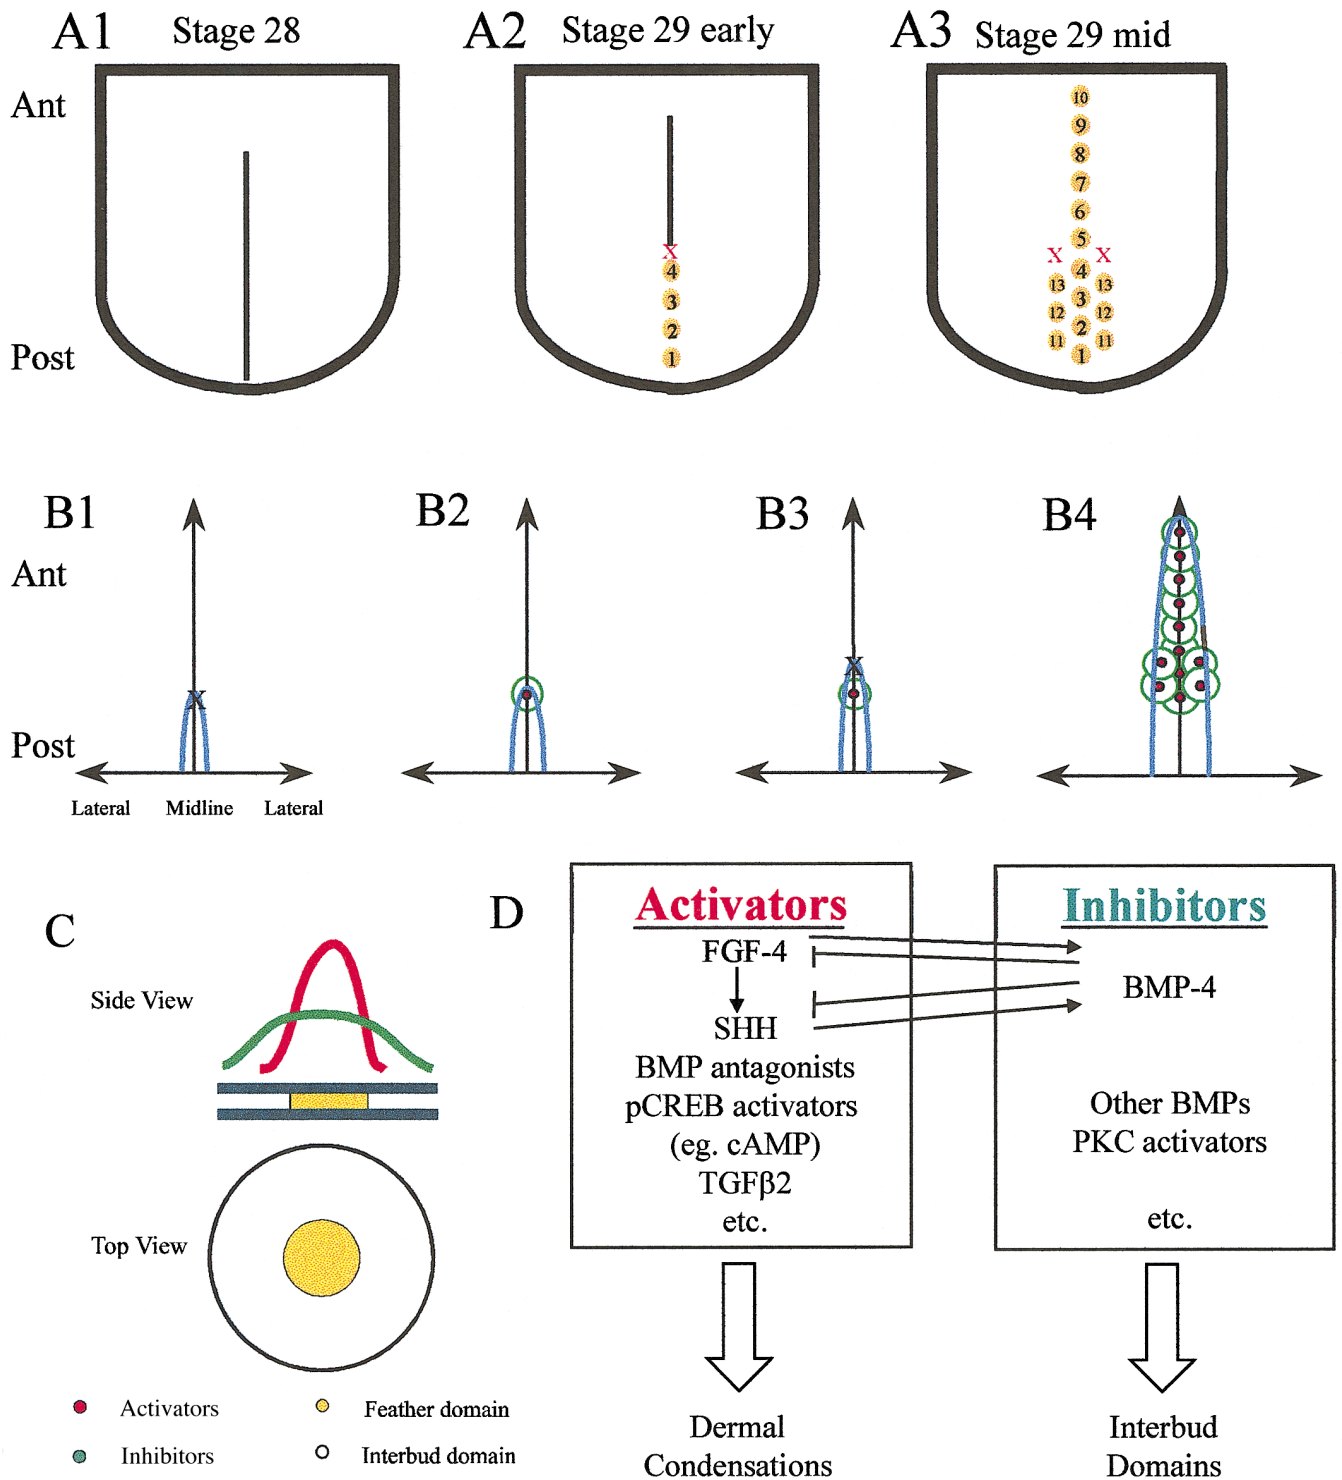 A1 Stage 28
A2 Stage 29 early
A3 Stage 29 mid
Ant
Post
X
4
3
2
1
10
9
8
7
6
5
X X
4
13 13
3
12 12
2
11 11
1
B1
B2
B3
B4
Ant
Post
X
X
Lateral Midline Lateral
C
Side View
Top View
Activators
Inhibitors
Feather domain
Interbud domain
D
Activators
FGF-4
SHH
BMP antagonists
pCREB activators
(eg. cAMP)
TGFβ2
etc.
Inhibitors
BMP-4
Other BMPs
PKC activators
etc.
Dermal
Condensations
Interbud
Domains